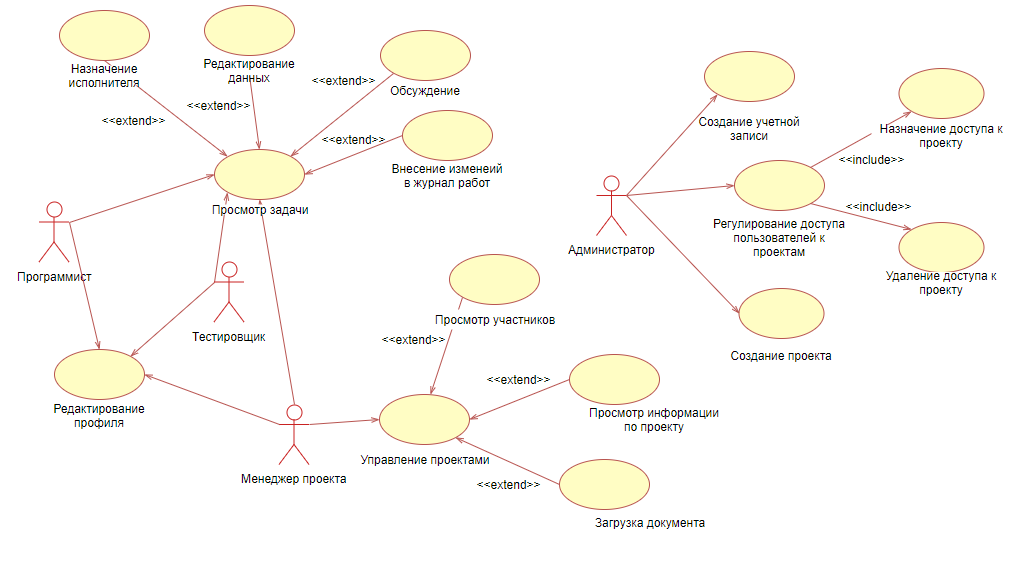 Назначение
исполнителя
<<extend>>
Редактирование
данных
<<extend>>
Обсуждение
<<extend>>
Внесение изменеий
в журнал работ
<<extend>>
Просмотр задачи
Программист
Тестировщик
Редактирование
профиля
Менеджер проекта
Просмотр участников
<<extend>>
Просмотр информации
по проекту
<<extend>>
Управление проектами
<<extend>>
Загрузка документа
Создание учетной
записи
Назначение доступа к
проекту
<<include>>
<<include>>
Администратор
Регулирование доступа
пользователей к
проектам
Удаление доступа к
проекту
Создание проекта